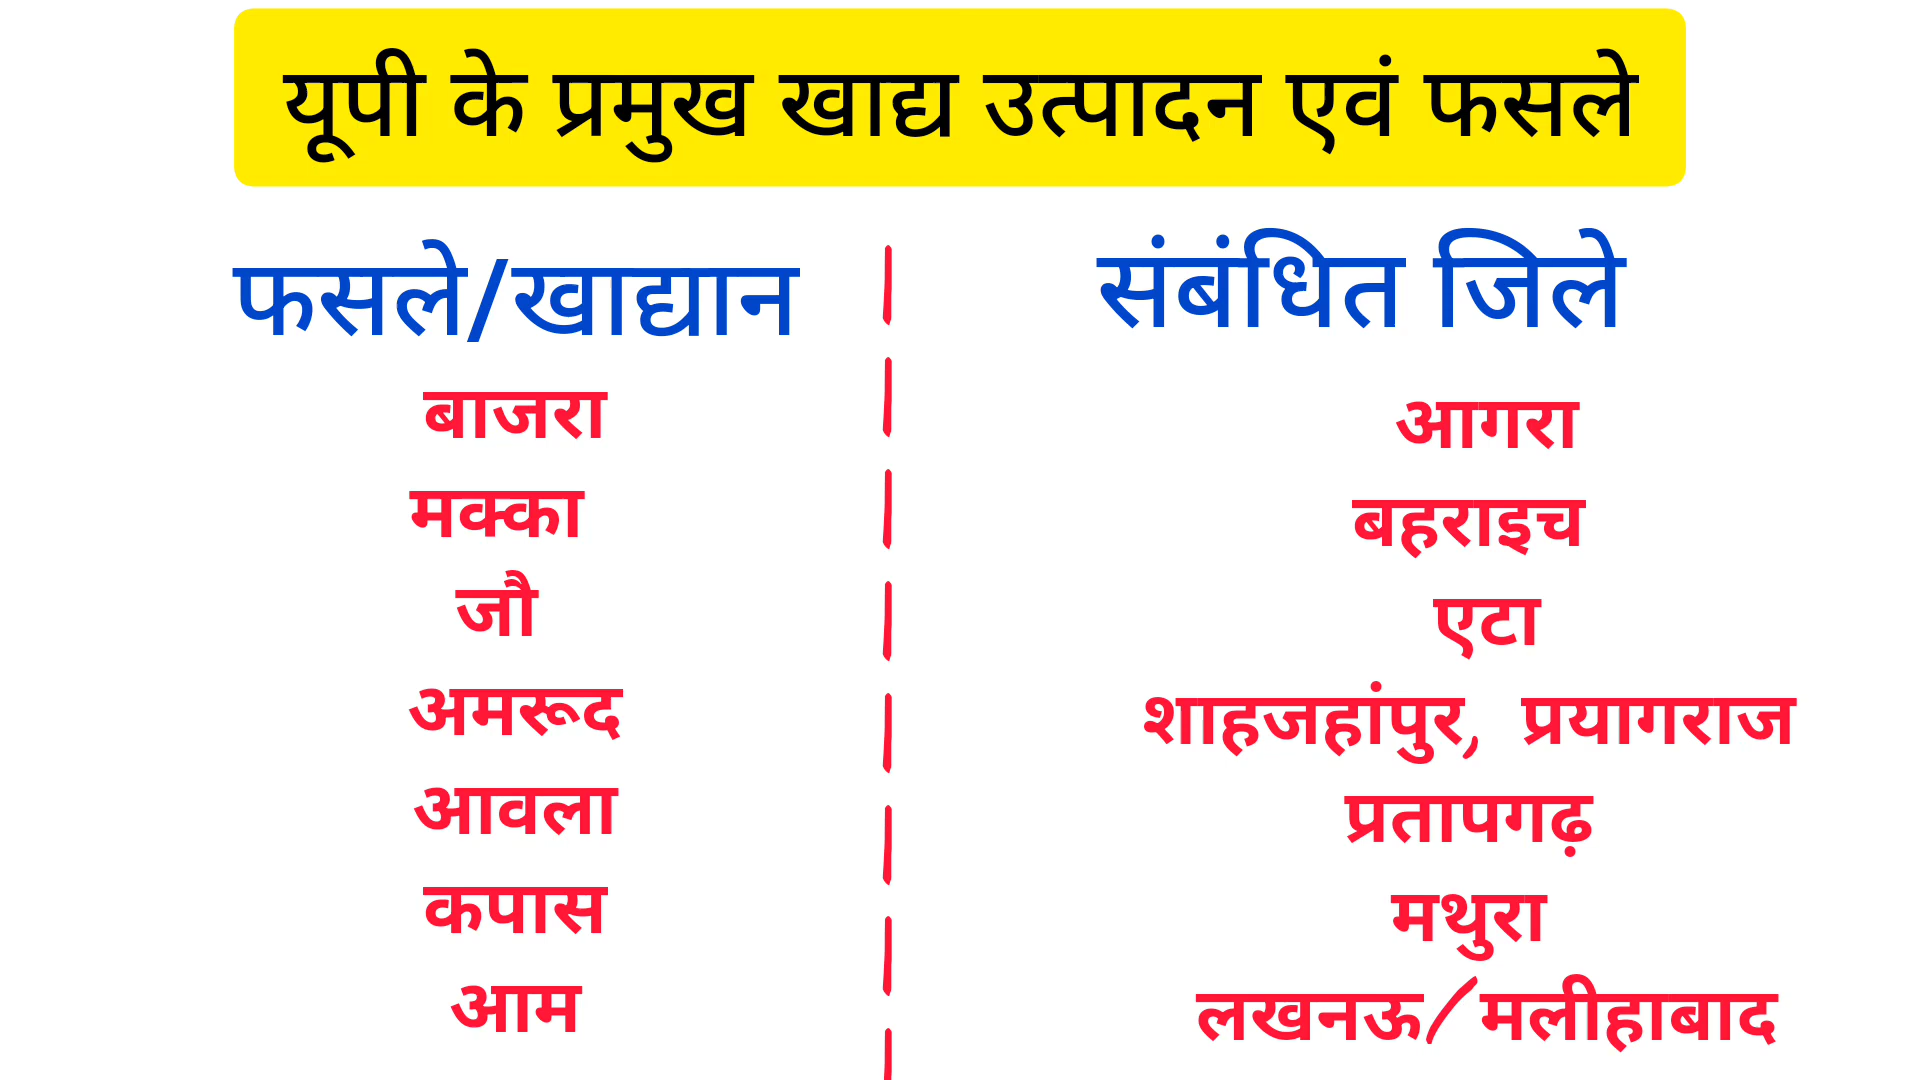 यूपी के प्रमुख खाद्य उत्पादन एवं फसले
फसले/खाद्यान संबंधित जिले
बाजरा आगरा
मक्का बहराइच
जौ एटा
अमरूद शाहजहांपुर, प्रयागराज
आवला प्रतापगढ़
कपास मथुरा
आम लखनऊ/मलीहाबाद